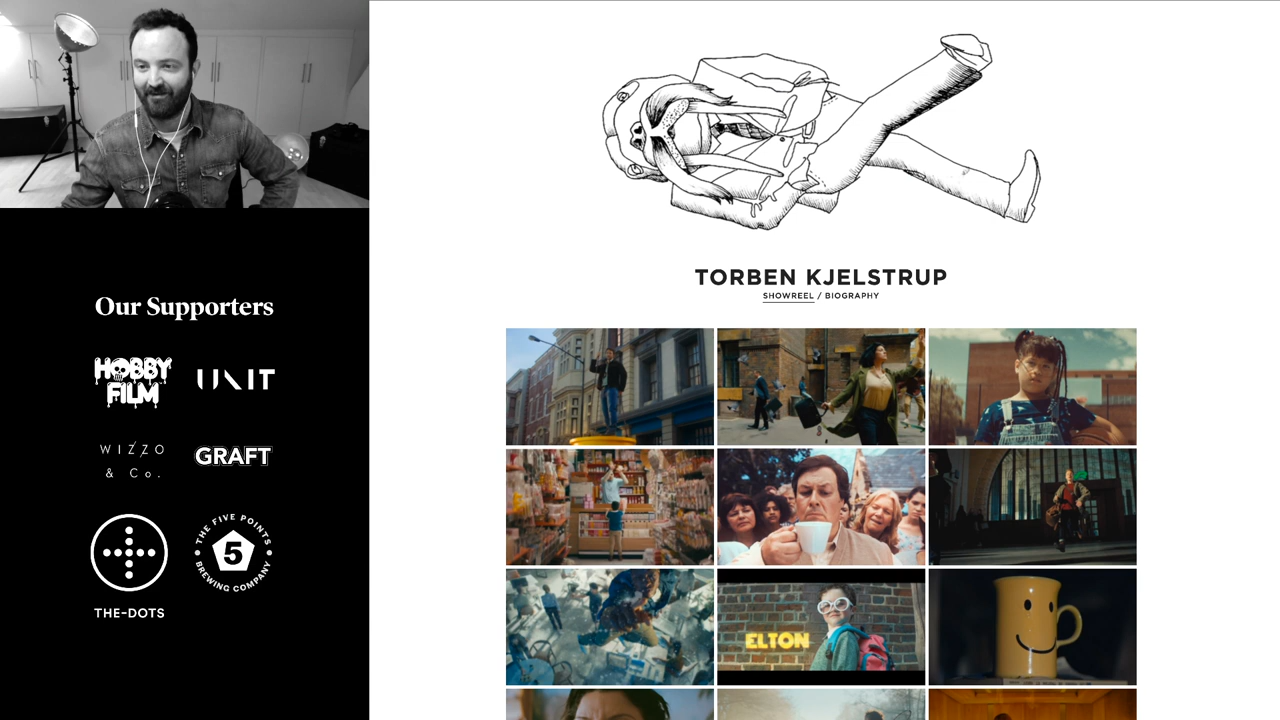 Our Supporters
HOBBY
FILM
UNIT
WIZZO
& Co.
GRAFT
THE FIVE POINTS
5
BREWING COMPANY
THE-DOTS
TORBEN KJELSTRUP
SHOWREEL / BIOGRAPHY
ELTON